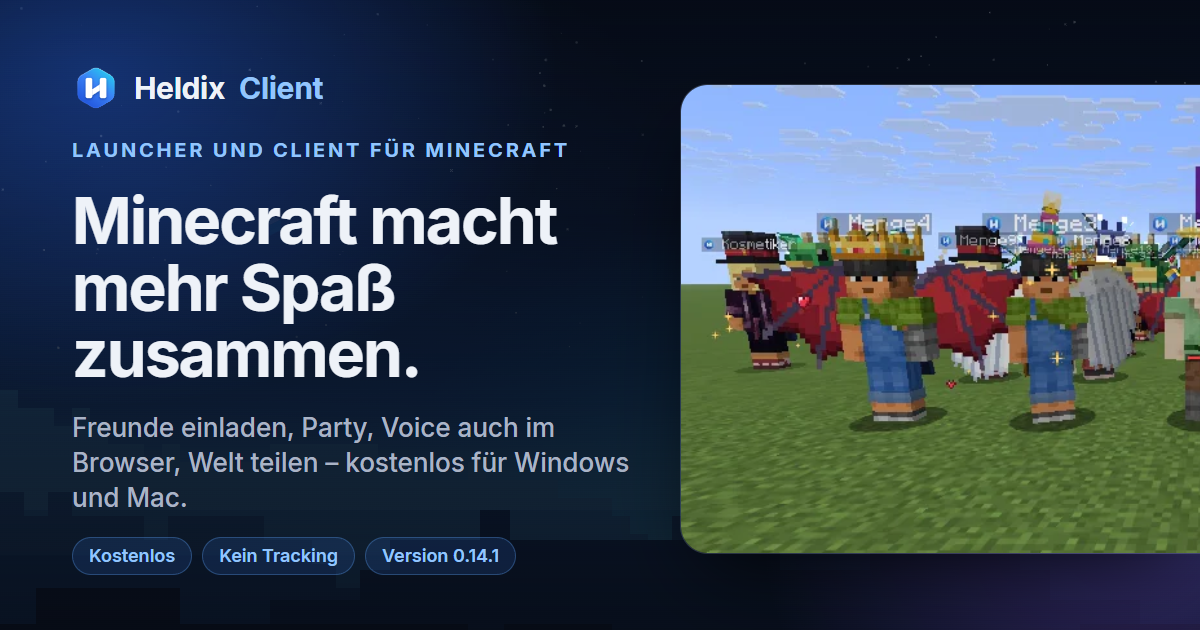 Heldix Client
LAUNCHER UND CLIENT FÜR MINECRAFT
Minecraft macht
mehr Spaß
zusammen.
Freunde einladen, Party, Voice auch im
Browser, Welt teilen – kostenlos für Windows
und Mac.
Kostenlos
Kein Tracking
Version 0.14.1
Menge4
Menge3
Kosmetiker